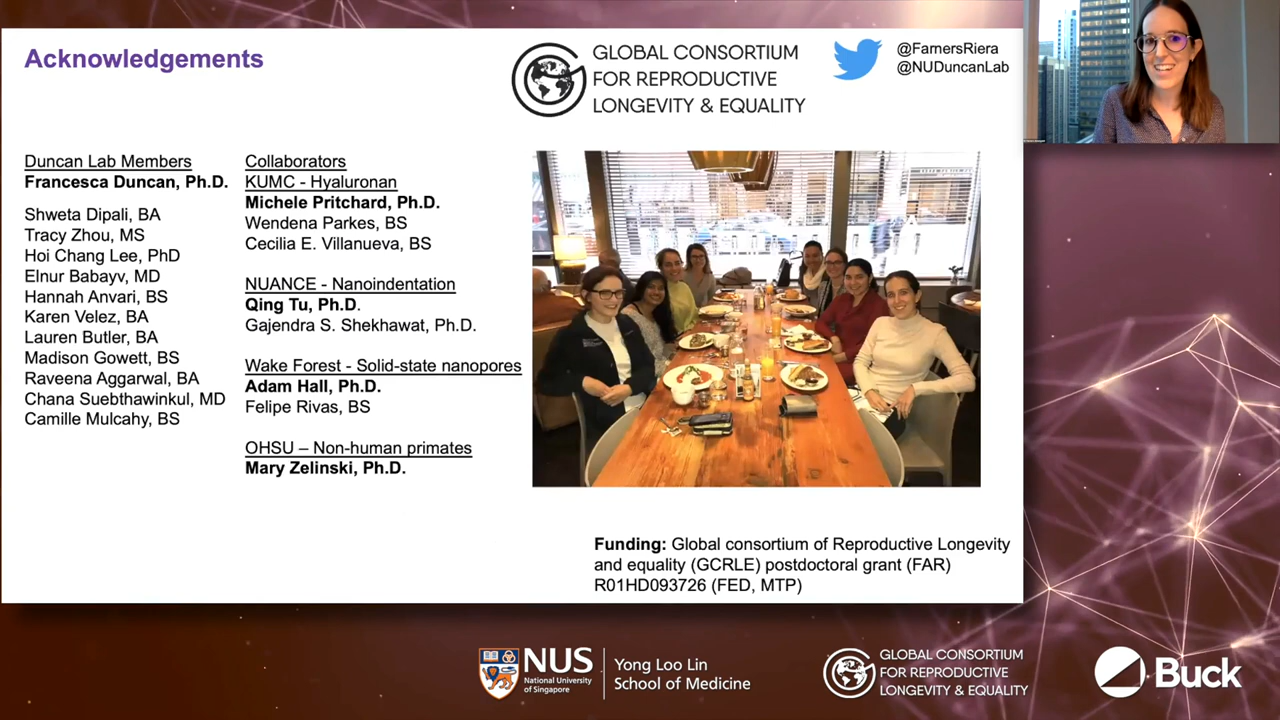 Acknowledgements
GLOBAL CONSORTIUM
FOR REPRODUCTIVE
LONGEVITY & EQUALITY
@FarnersRiera
@NUDuncanLab
Duncan Lab Members
Francesca Duncan, Ph.D.
Shweta Dipali, BA
Tracy Zhou, MS
Hoi Chang Lee, PhD
Elnur Babayv, MD
Hannah Anvari, BS
Karen Velez, BA
Lauren Butler, BA
Madison Gowett, BS
Raveena Aggarwal, BA
Chana Suebthawinkul, MD
Camille Mulcahy, BS
Collaborators
KUMC - Hyaluronan
Michele Pritchard, Ph.D.
Wendena Parkes, BS
Cecilia E. Villanueva, BS
NUANCE - Nanoindentation
Qing Tu, Ph.D.
Gajendra S. Shekhawat, Ph.D.
Wake Forest - Solid-state nanopores
Adam Hall, Ph.D.
Felipe Rivas, BS
OHSU – Non-human primates
Mary Zelinski, Ph.D.
Funding: Global consortium of Reproductive Longevity
and equality (GCRLE) postdoctoral grant (FAR)
R01HD093726 (FED, MTP)
NUS
National University
of Singapore
Yong Loo Lin
School of Medicine
GLOBAL CONSORTIUM
FOR REPRODUCTIVE
LONGEVITY & EQUALITY
Buck